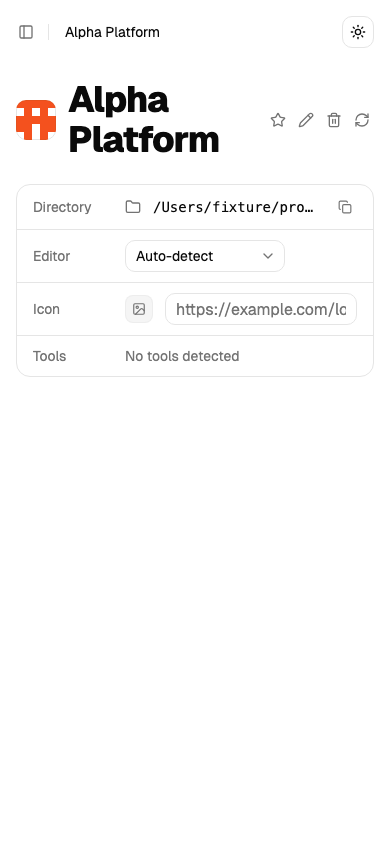 Alpha Platform
Alpha
Platform
Directory /Users/fixture/pro…
Editor Auto-detect
Icon https://example.com/lo
Tools No tools detected